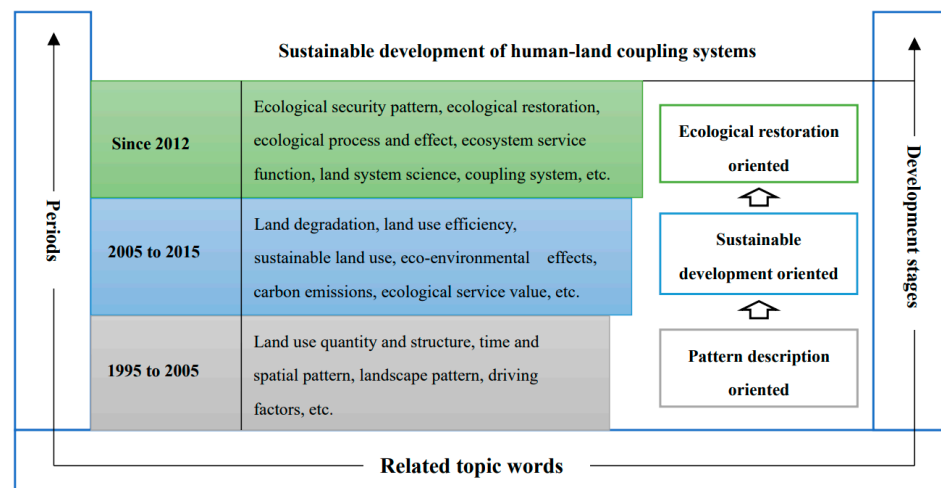 Sustainable development of human-land coupling systems
Periods
Since 2012
Ecological security pattern, ecological restoration,
ecological process and effect, ecosystem service
function, land system science, coupling system, etc.
Ecological restoration
oriented
2005 to 2015
Land degradation, land use efficiency,
sustainable land use, eco-environmental effects,
carbon emissions, ecological service value, etc.
Sustainable
development oriented
1995 to 2005
Land use quantity and structure, time and
spatial pattern, landscape pattern, driving
factors, etc.
Pattern description
oriented
Development stages
Related topic words